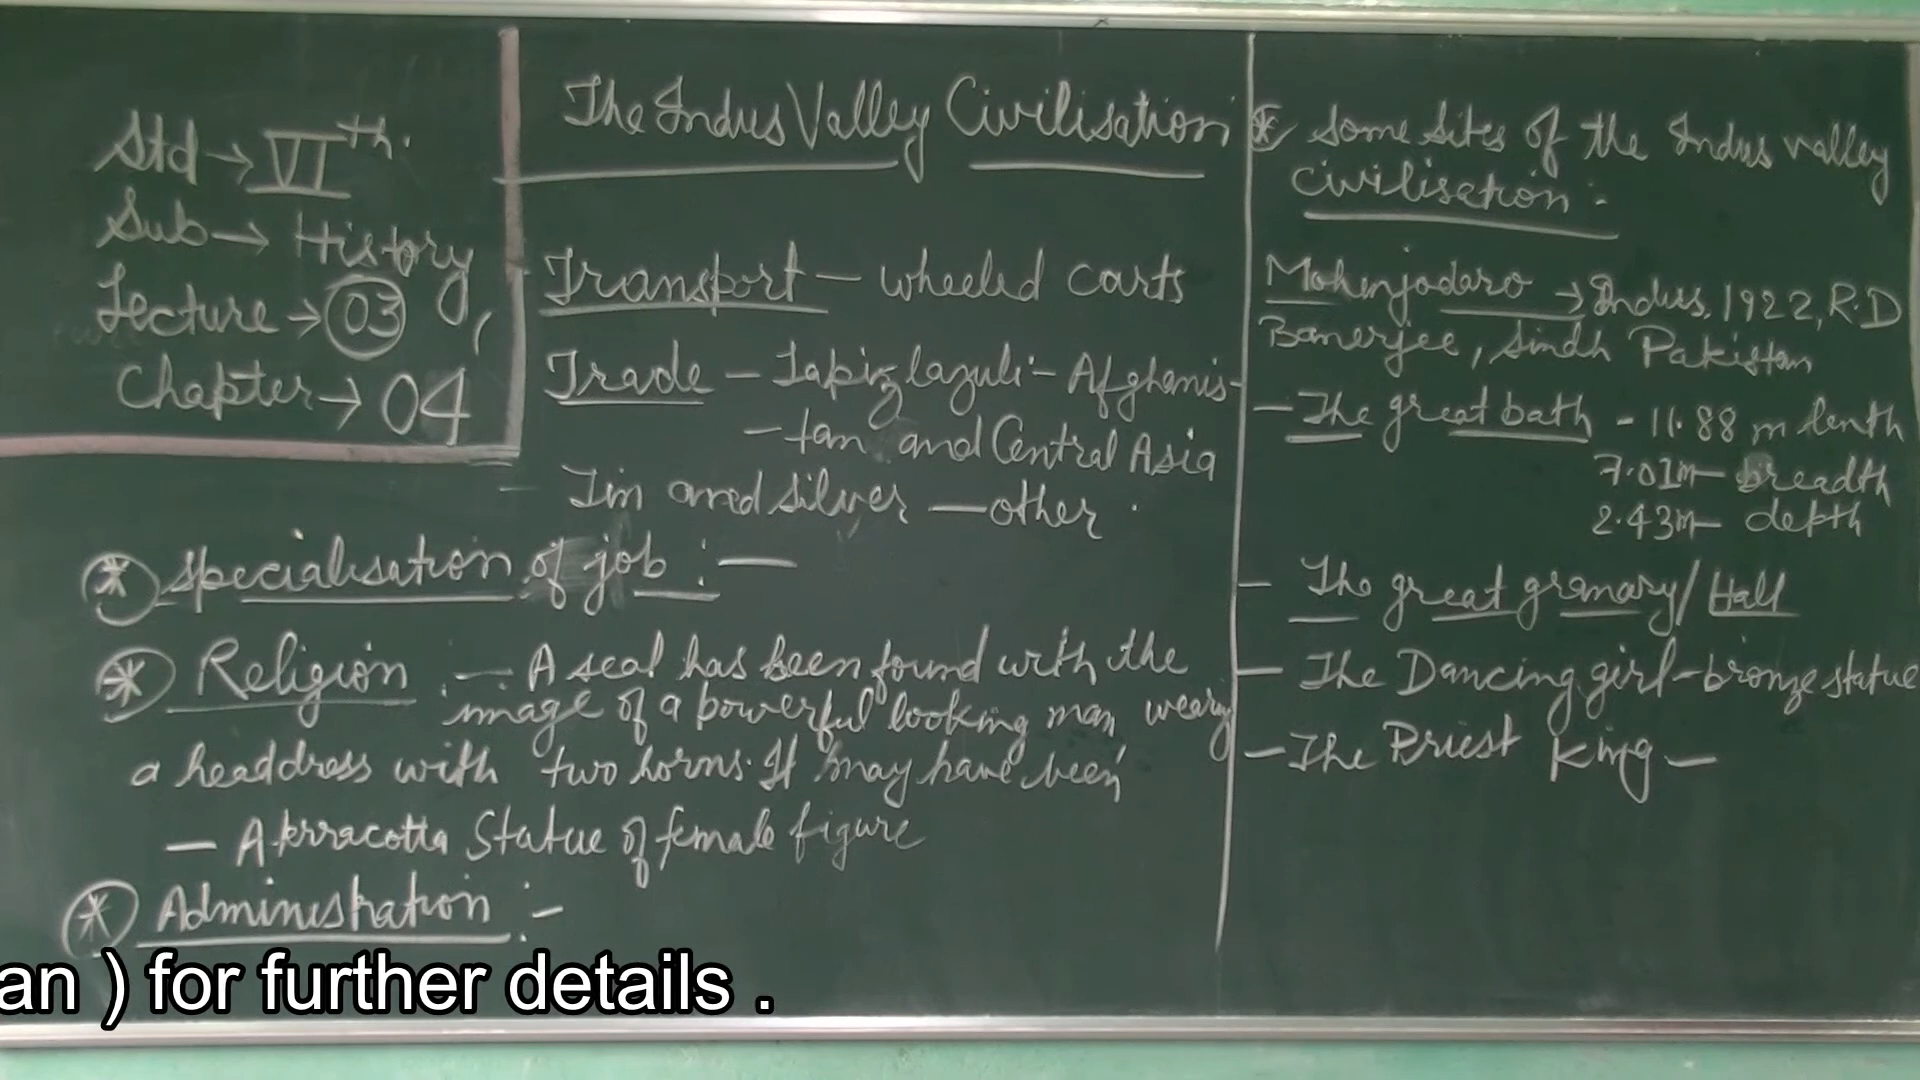 Std → VIth.
Sub → History,
Lecture → 03
Chapter → 04
The Indus Valley Civilisation
Transport – wheeled carts
Trade – Lapiz lazuli – Afghanis-
-tan and Central Asia
Tin and silver — other
* Specialisation of job :—
* Religion :— A seal has been found with the
image of a powerful looking man weary
a headdress with two horns. It may have been
— A terracotta Statue of female figure
* Administration :-
* Some sites of the Indus valley
civilisation :-
Mohenjodaro → Indus, 1922, R.D
Banerjee, Sindh Pakistan
- The great bath - 11.88 m lenth
7.01m – breadth
2.43m – depth
- The great granary/Hall
- The Dancing girl – bronze statue
- The Priest King –
an ) for further details .